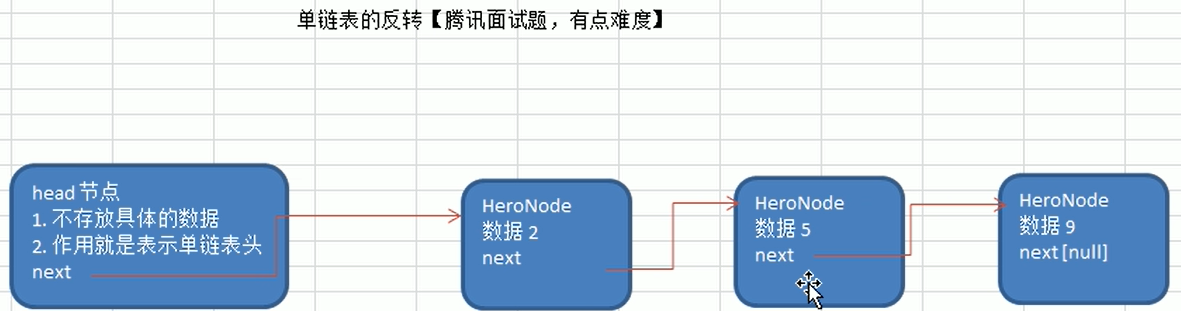 单链表的反转【腾讯面试题，有点难度】
head 节点
1. 不存放具体的数据
2. 作用就是表示单链表头
next
HeroNode
数据 2
next
HeroNode
数据 5
next
HeroNode
数据 9
next [null]